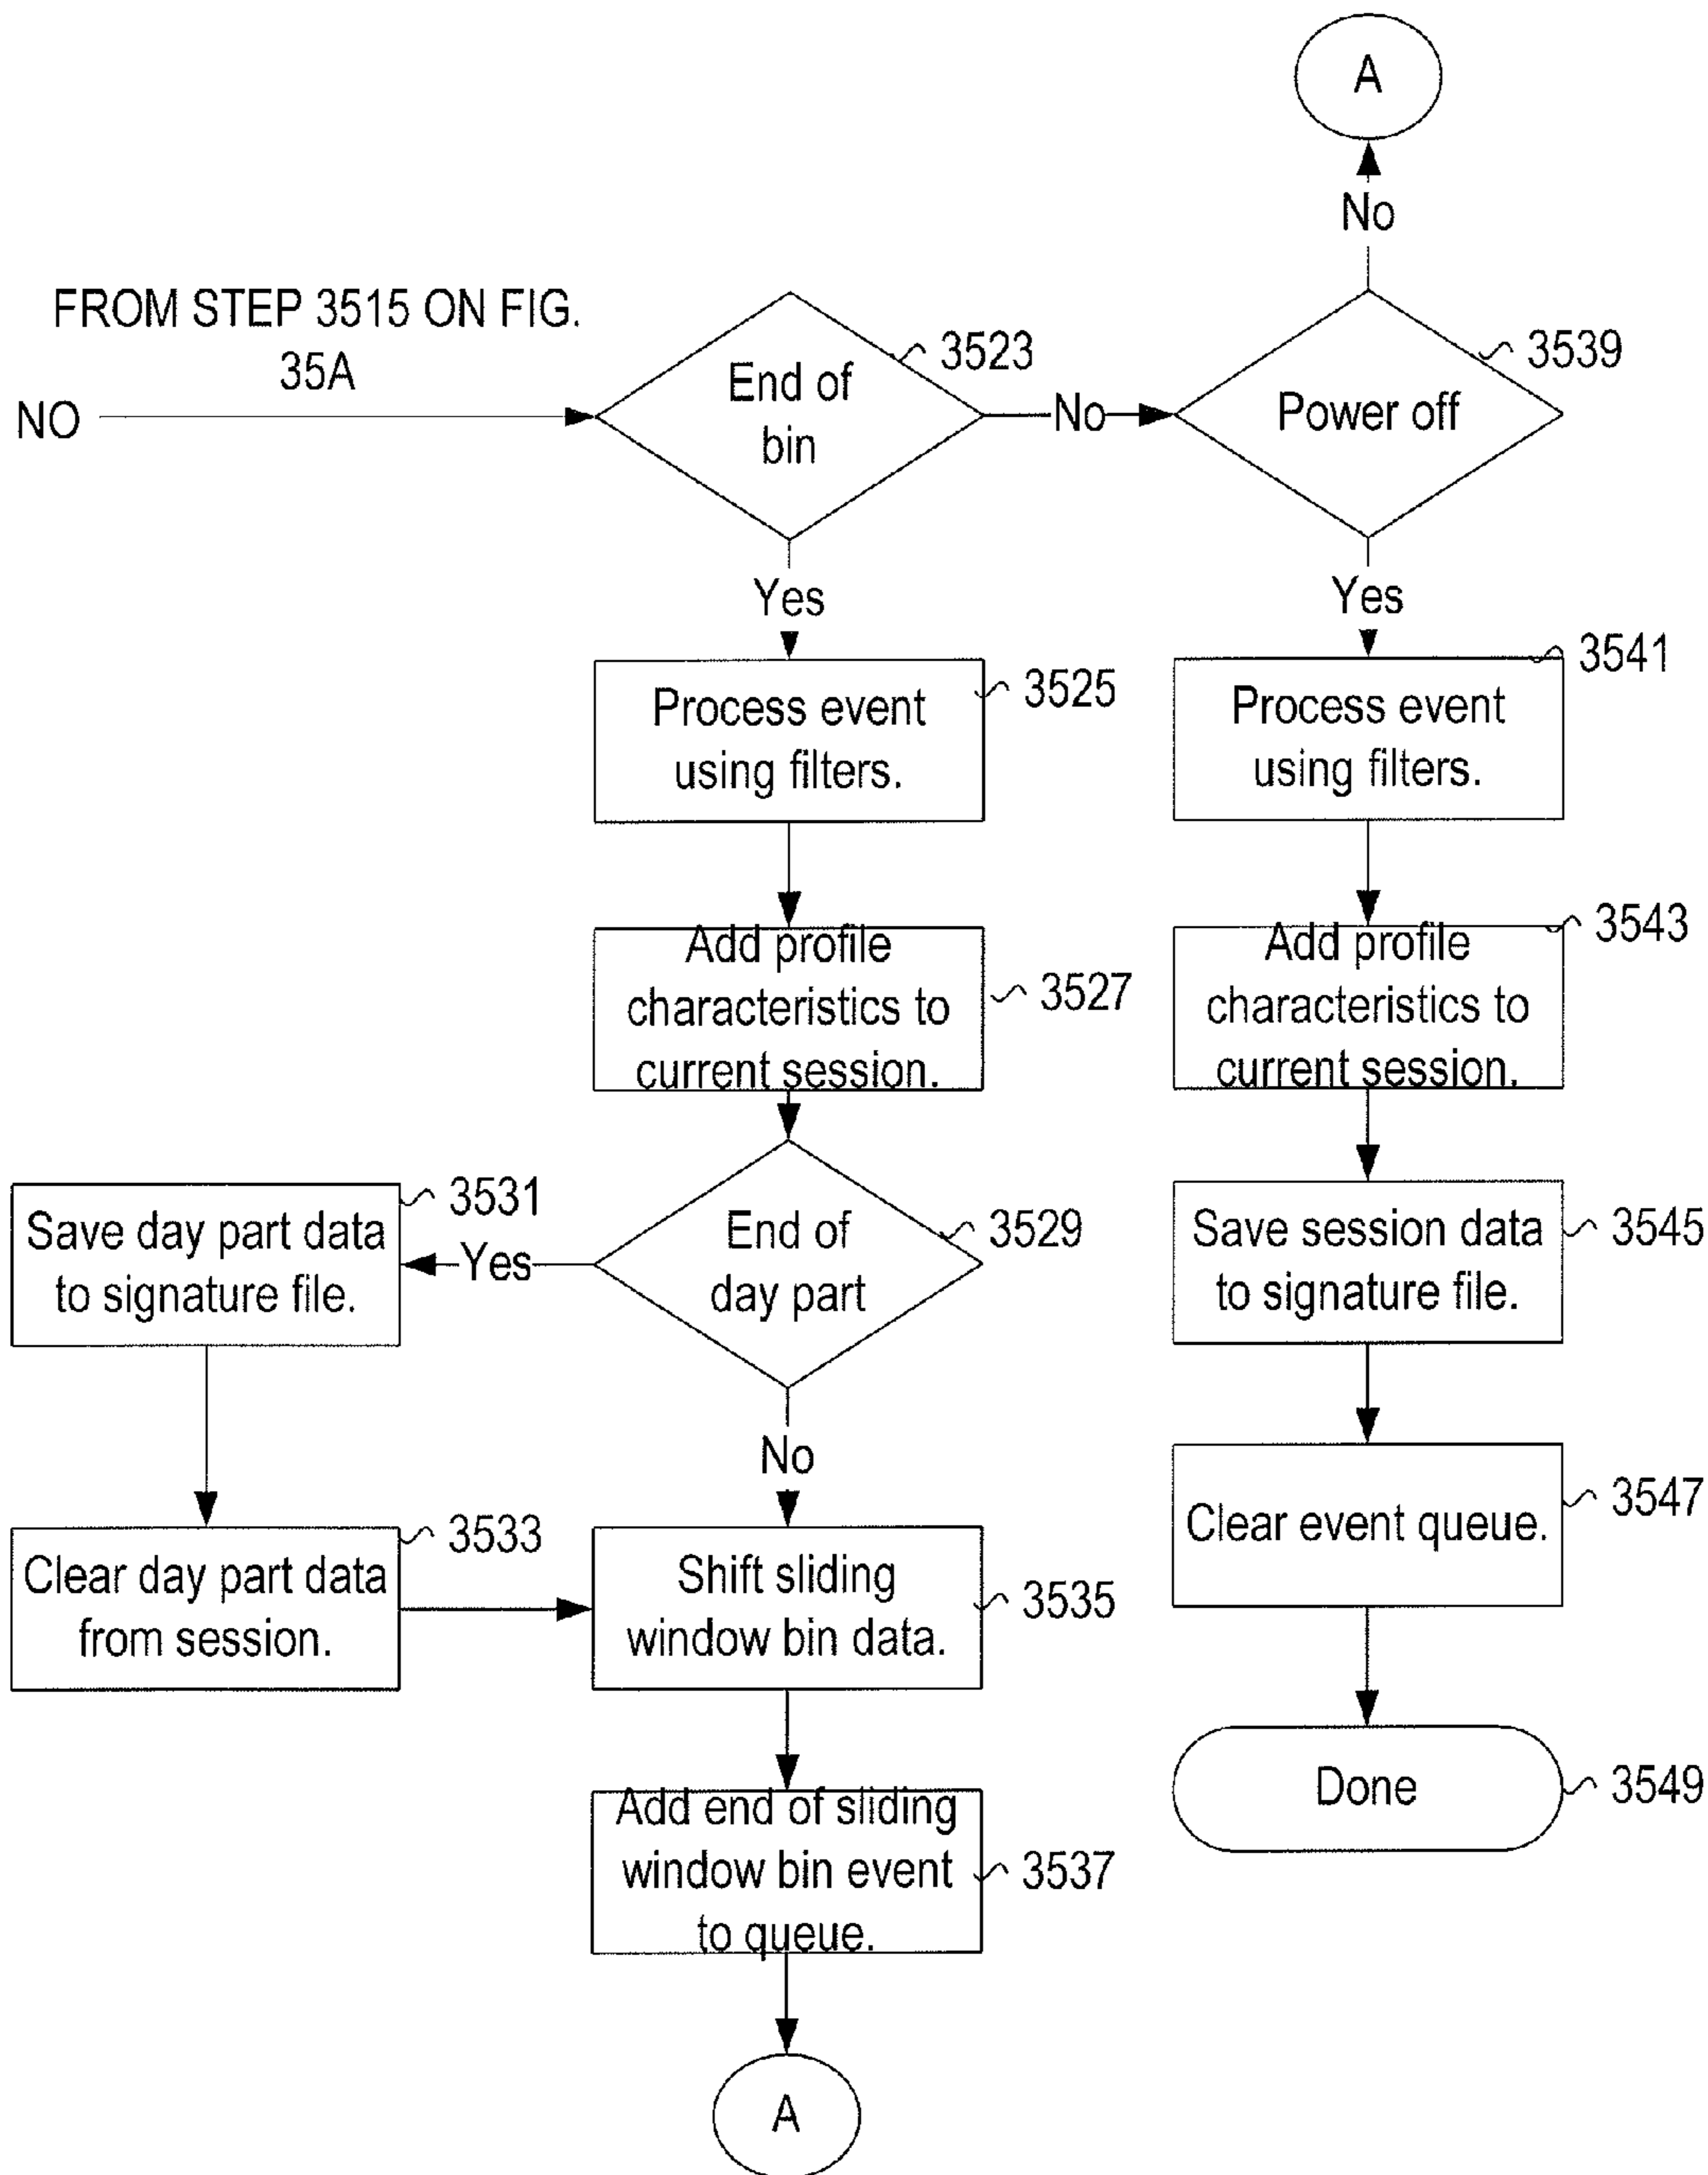 A
No
FROM STEP 3515 ON FIG.
35A
NO
End of
bin
3523
No
Power off
3539
Yes
Yes
Process event
using filters.
3525
Process event
using filters.
3541
Add profile
characteristics to
current session.
3527
Add profile
characteristics to
current session.
3543
Save day part data
to signature file.
3531
Yes
End of
day part
3529
Save session data
to signature file.
3545
No
Clear day part data
from session.
3533
Shift sliding
window bin data.
3535
Clear event queue.
3547
Add end of sliding
window bin event
to queue.
3537
Done
3549
A